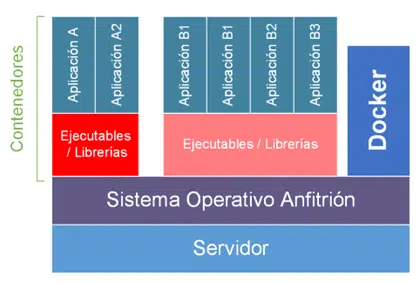 Contenedores
Aplicación A
Aplicación A2
Aplicación B1
Aplicación B1
Aplicación B2
Aplicación B3
Ejecutables
/ Librerías
Ejecutables / Librerías
Docker
Sistema Operativo Anfitrión
Servidor